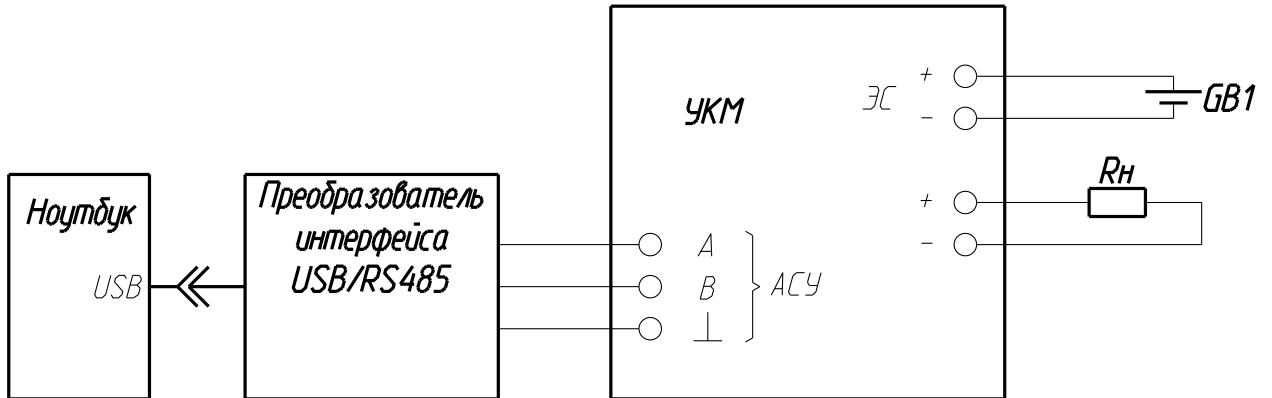 Ноутбук
USB
Преобразователь
интерфейса
USB/RS485
УКМ
A
B
АСУ
ЭС
+
−
GB1
+
−
Rн